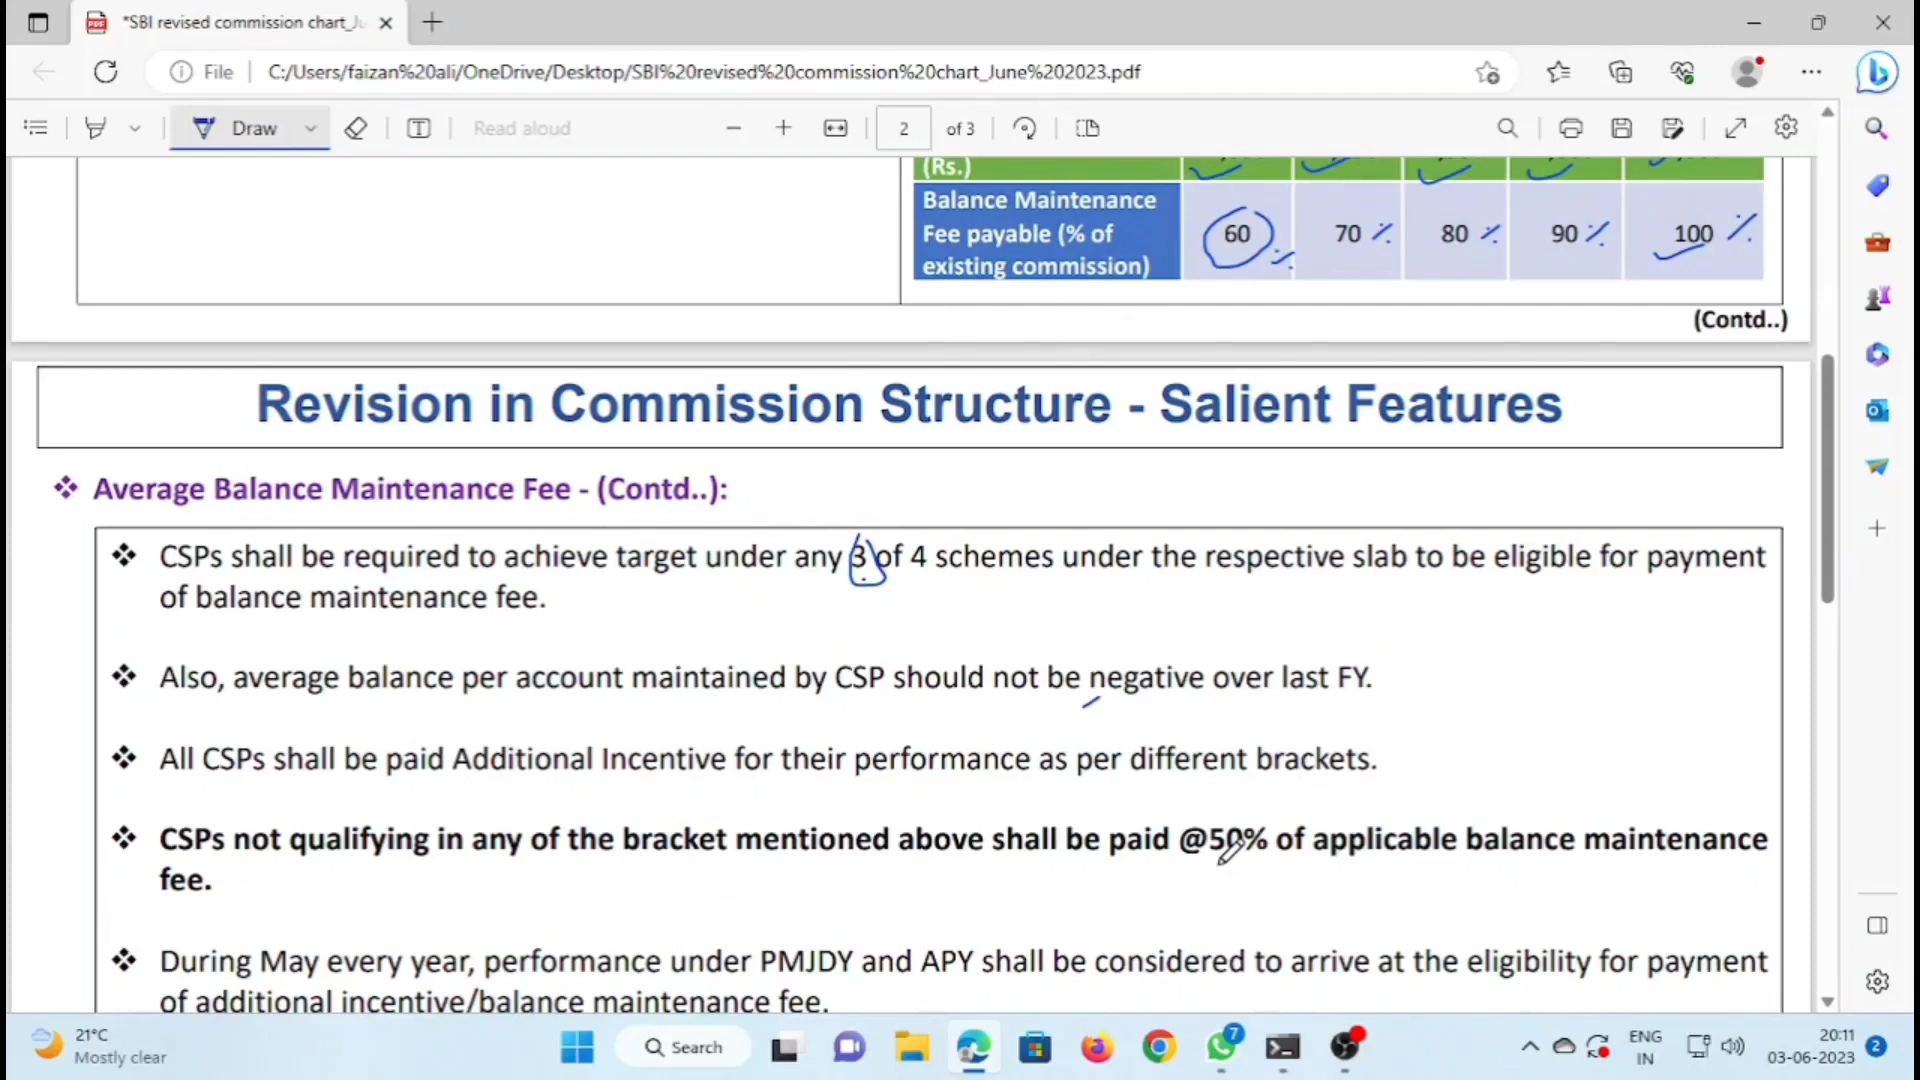 *SBI revised commission chart_Ju
File
C:/Users/faizan%20ali/OneDrive/Desktop/SBI%20revised%20commission%20chart_June%202023.pdf
Draw
Read aloud
2
of 3
(Rs.)
Balance Maintenance
Fee payable (% of
existing commission)
60 %
70 %
80 %
90 %
100 %
(Contd..)
Revision in Commission Structure - Salient Features
❖ Average Balance Maintenance Fee - (Contd..):
❖ CSPs shall be required to achieve target under any 3 of 4 schemes under the respective slab to be eligible for payment
of balance maintenance fee.
❖ Also, average balance per account maintained by CSP should not be negative over last FY.
❖ All CSPs shall be paid Additional Incentive for their performance as per different brackets.
❖ CSPs not qualifying in any of the bracket mentioned above shall be paid @50% of applicable balance maintenance
fee.
❖ During May every year, performance under PMJDY and APY shall be considered to arrive at the eligibility for payment
of additional incentive/balance maintenance fee.
21°C
Mostly clear
Search
7
ENG
IN
20:11
03-06-2023
2